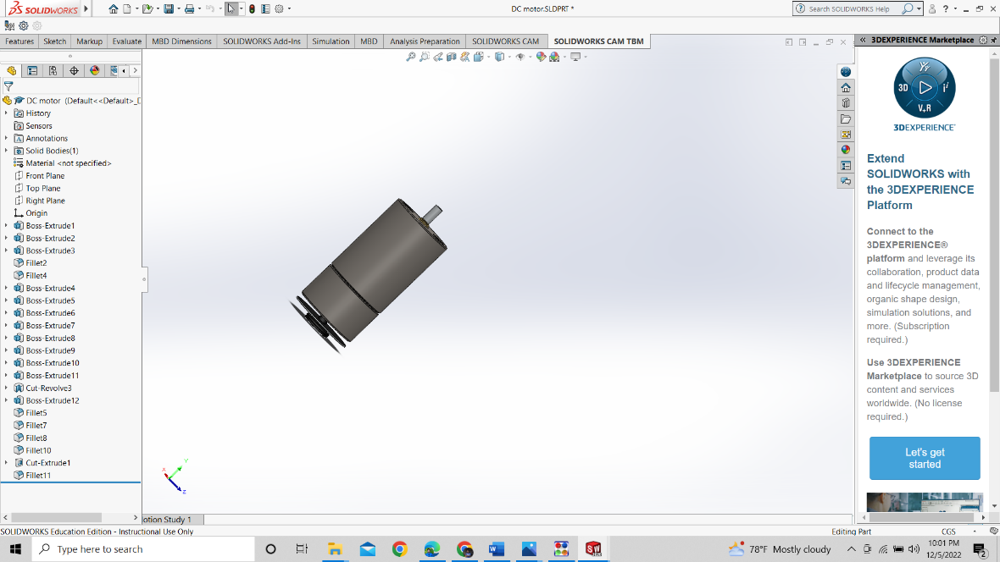 SOLIDWORKS
DC motor.SLDPRT *
Search SOLIDWORKS Help
Features Sketch Markup Evaluate MBD Dimensions SOLIDWORKS Add-Ins Simulation MBD Analysis Preparation SOLIDWORKS CAM SOLIDWORKS CAM TBM
DC motor (Default<<Default>_D
History
Sensors
Annotations
Solid Bodies(1)
Material <not specified>
Front Plane
Top Plane
Right Plane
Origin
Boss-Extrude1
Boss-Extrude2
Boss-Extrude3
Fillet2
Fillet4
Boss-Extrude4
Boss-Extrude5
Boss-Extrude6
Boss-Extrude7
Boss-Extrude8
Boss-Extrude9
Boss-Extrude10
Boss-Extrude11
Cut-Revolve3
Boss-Extrude12
Fillet5
Fillet7
Fillet8
Fillet10
Cut-Extrude1
Fillet11
X
Y
Z
otion Study 1
3DEXPERIENCE Marketplace
3D
V+R
3DEXPERIENCE
Extend
SOLIDWORKS with
the 3DEXPERIENCE
Platform
Connect to the
3DEXPERIENCE®
platform and leverage its
collaboration, product data
and lifecycle management,
organic shape design,
simulation solutions, and
more. (Subscription
required.)
Use 3DEXPERIENCE
Marketplace to source 3D
content and services
worldwide. (No license
required.)
Let's get
started
SOLIDWORKS Education Edition - Instructional Use Only
Editing Part
CGS
Type here to search
78°F Mostly cloudy
10:01 PM
12/5/2022
2